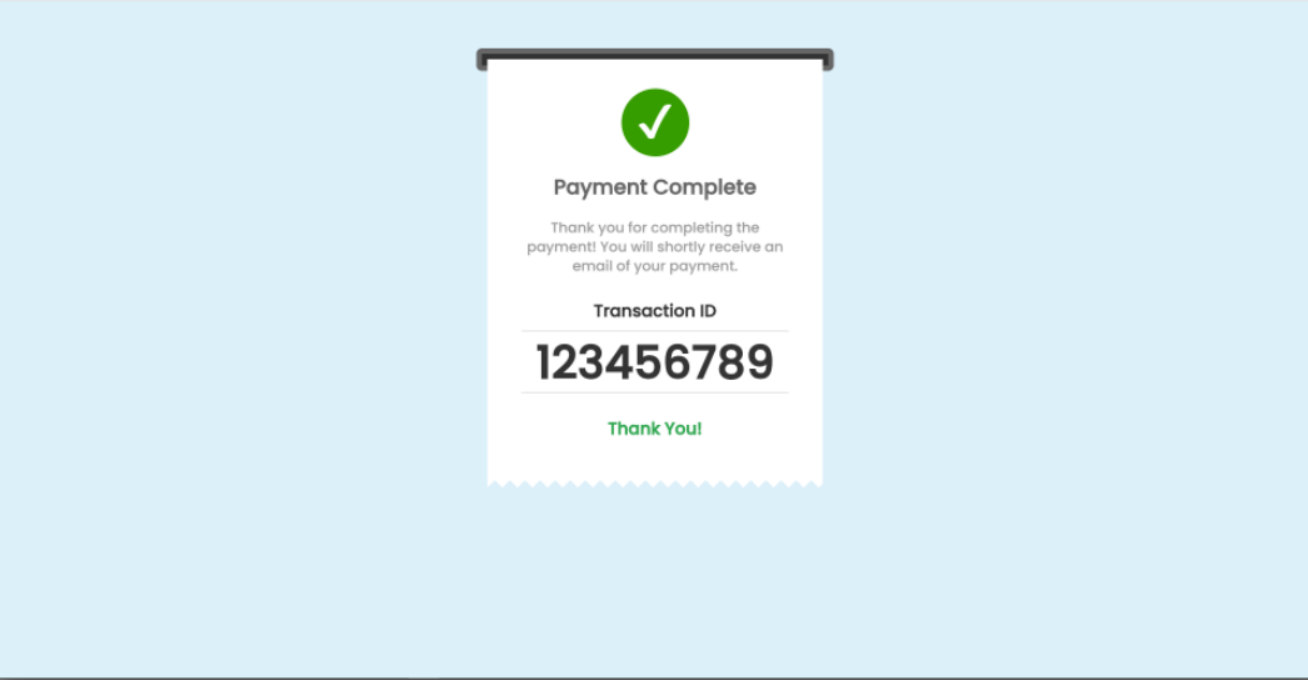 Payment Complete
Thank you for completing the
payment! You will shortly receive an
email of your payment.
Transaction ID
123456789
Thank You!